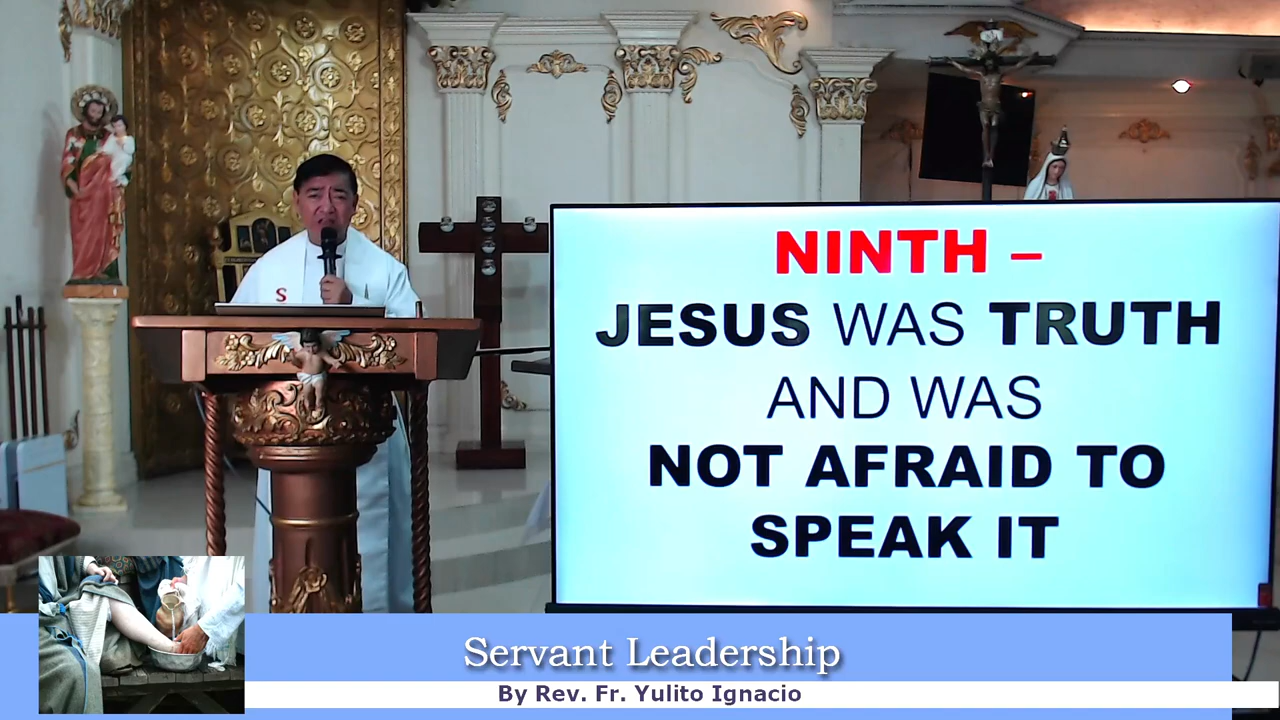 NINTH –
JESUS WAS TRUTH
AND WAS
NOT AFRAID TO
SPEAK IT
S
Servant Leadership
By Rev. Fr. Yulito Ignacio